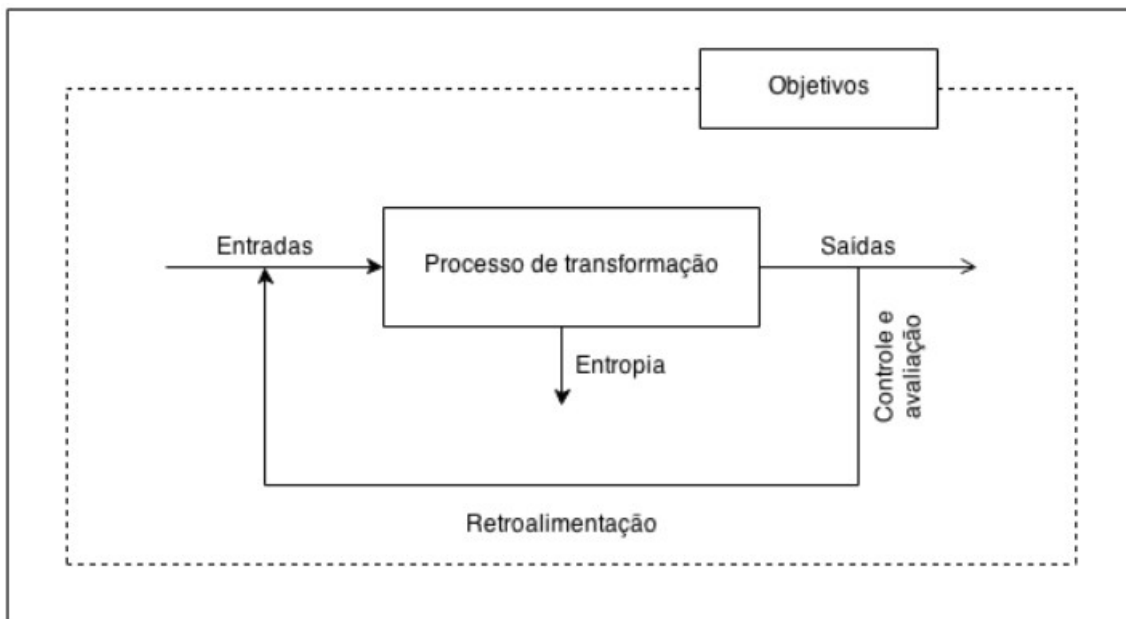 Objetivos
Entradas
Processo de transformação
Saídas
Controle e
avaliação
Entropia
Retroalimentação